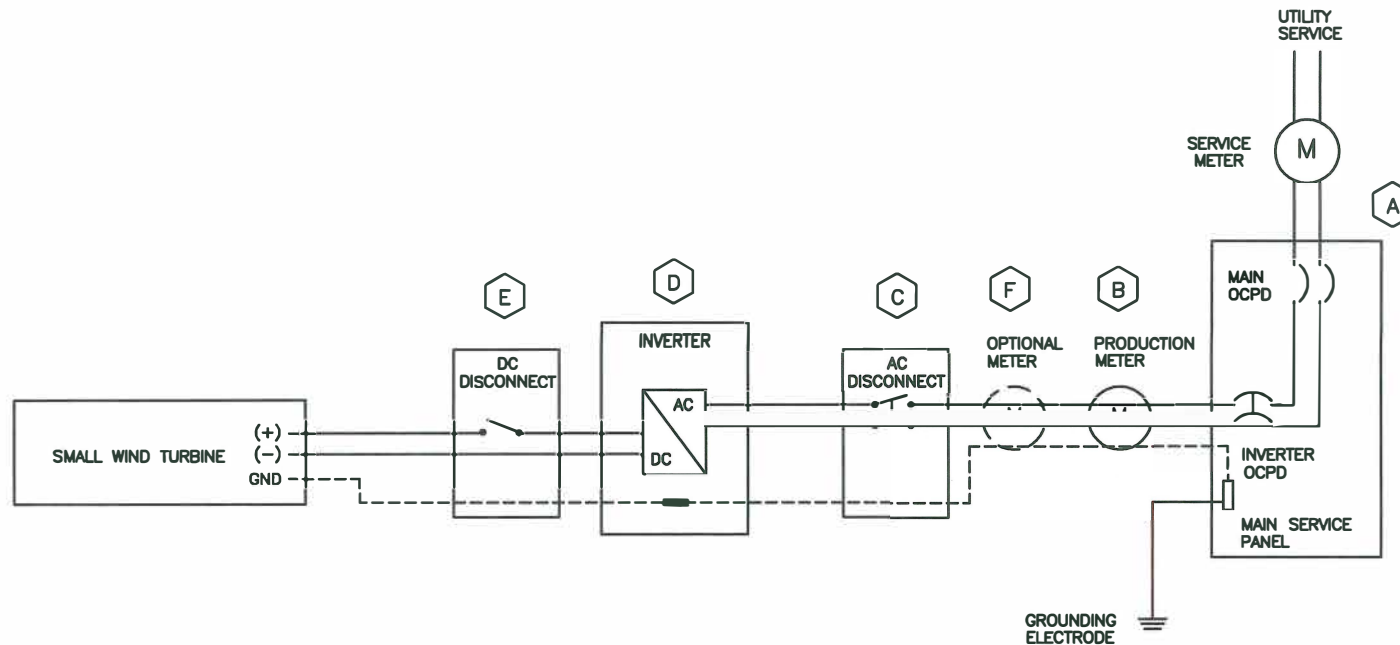 UTILITY
SERVICE
SERVICE
METER
M
A
MAIN
OCPD
E
D
C
F
B
DC
DISCONNECT
INVERTER
AC
DISCONNECT
OPTIONAL
METER
PRODUCTION
METER
AC
DC
SMALL WIND TURBINE
(+)
(-)
GND
INVERTER
OCPD
MAIN SERVICE
PANEL
GROUNDING
ELECTRODE